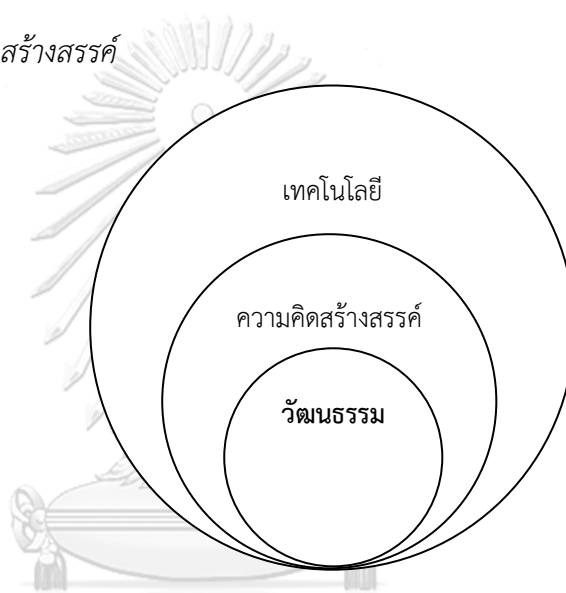 สร้างสรรค์
เทคโนโลยี
ความคิดสร้างสรรค์
วัฒนธรรม